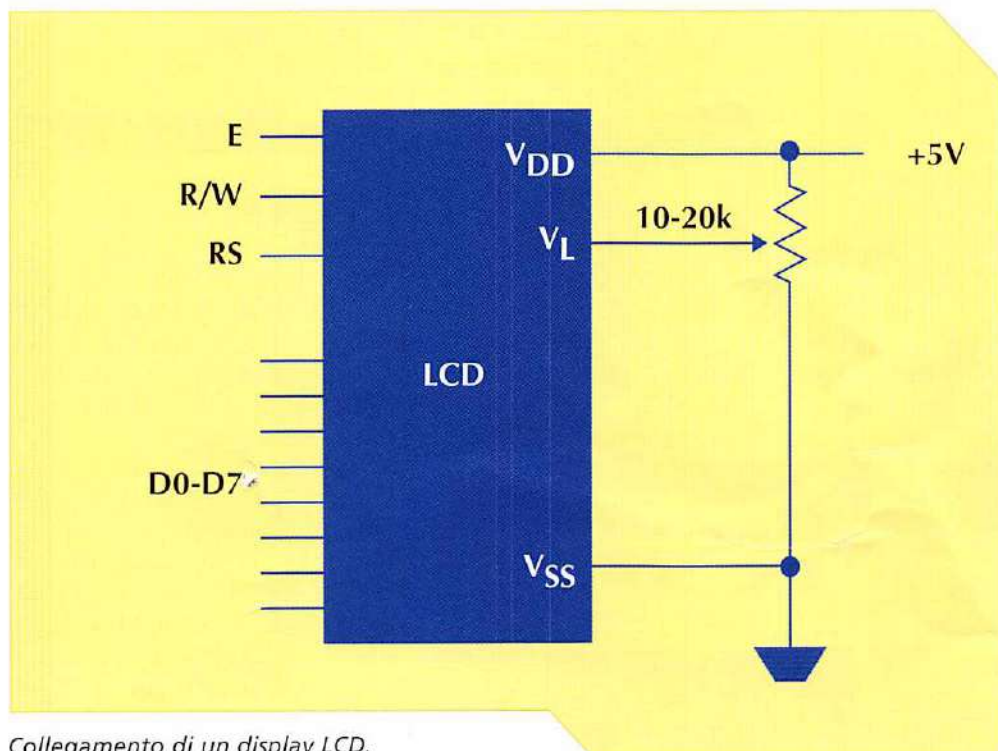 E
R/W
RS
D0-D7
LCD
VDD
VL
VSS
10-20k
+5V
Collegamento di un display LCD.